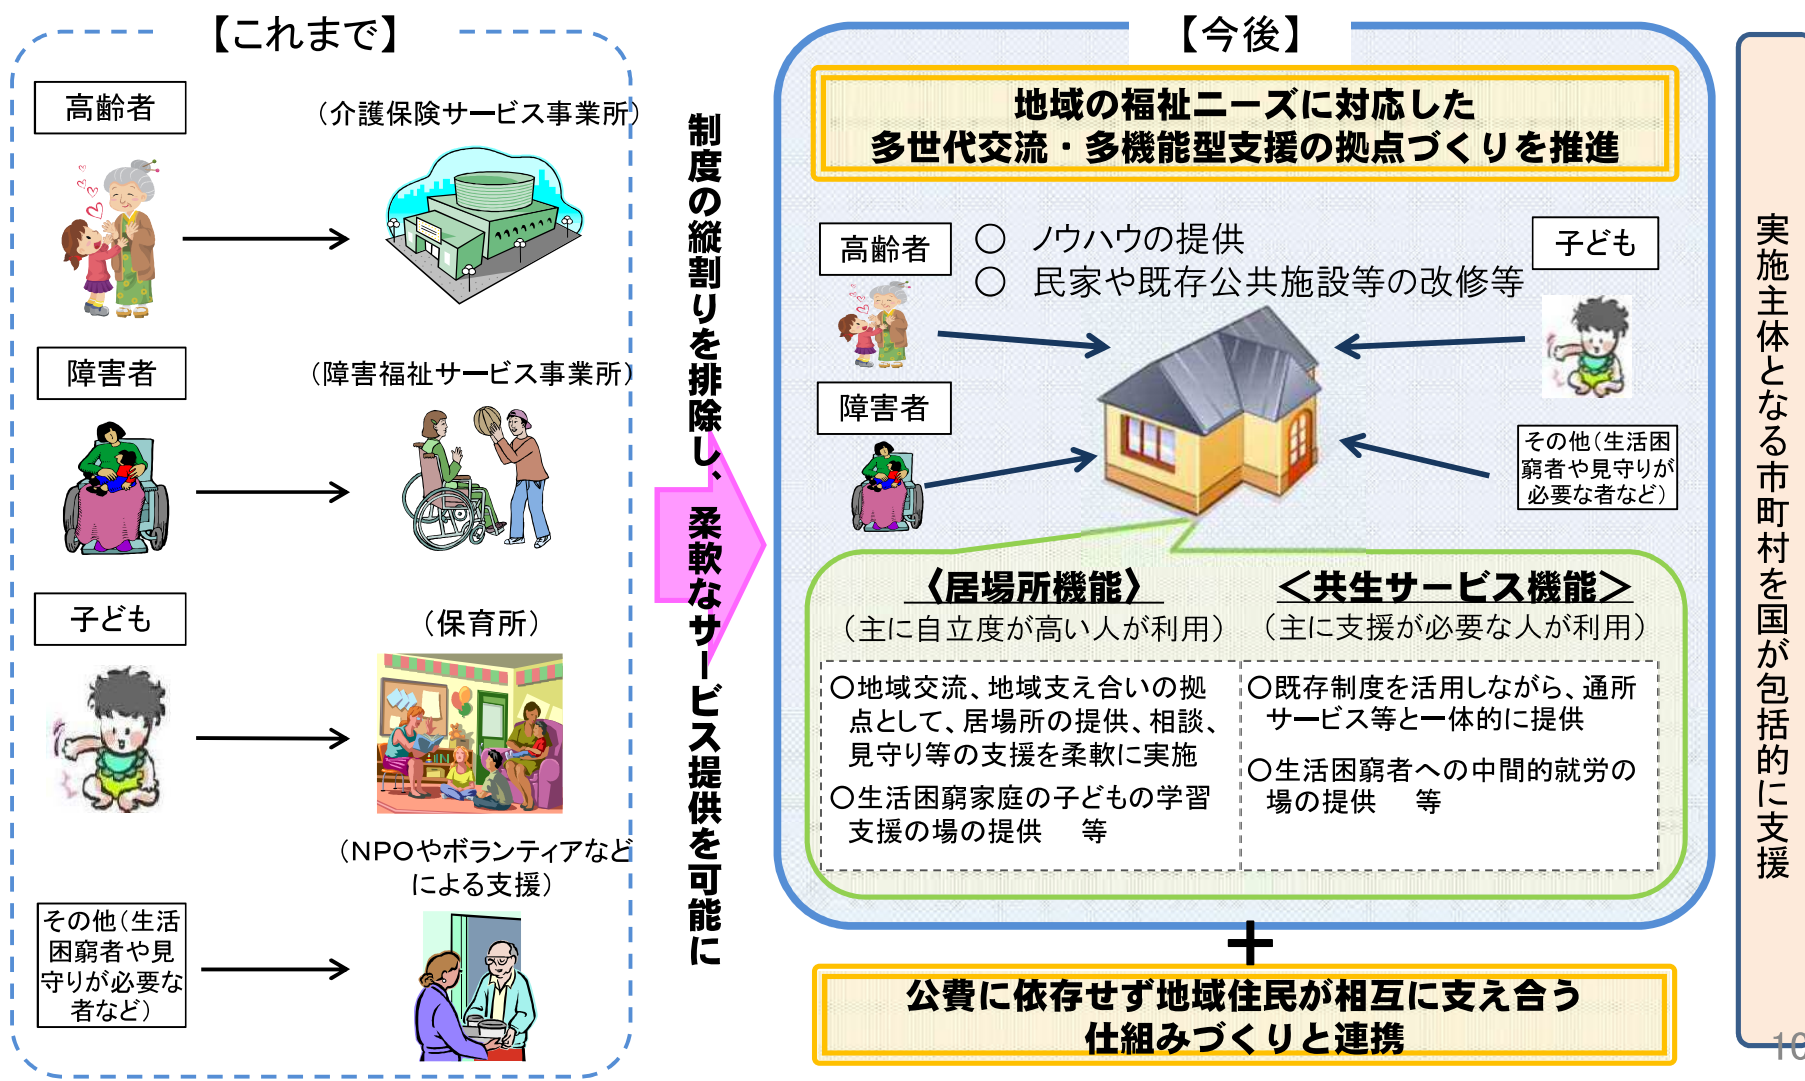 【これまで】
高齢者
（介護保険サービス事業所）
障害者
（障害福祉サービス事業所）
子ども
（保育所）
（NPOやボランティアなど
による支援）
その他（生活
困窮者や見
守りが必要な
者など）
制度の縦割りを排除し、柔軟なサービス提供を可能に
【今後】
地域の福祉ニーズに対応した
多世代交流・多機能型支援の拠点づくりを推進
高齢者
○ ノウハウの提供
○ 民家や既存公共施設等の改修等
子ども
障害者
その他（生活困
窮者や見守りが
必要な者など）
〈居場所機能〉
（主に自立度が高い人が利用）
○地域交流、地域支え合いの拠
点として、居場所の提供、相談、
見守り等の支援を柔軟に実施
○生活困窮家庭の子どもの学習
支援の場の提供 等
＜共生サービス機能＞
（主に支援が必要な人が利用）
○既存制度を活用しながら、通所
サービス等と一体的に提供
○生活困窮者への中間的就労の
場の提供 等
＋
公費に依存せず地域住民が相互に支え合う
仕組みづくりと連携
実施主体となる市町村を国が包括的に支援